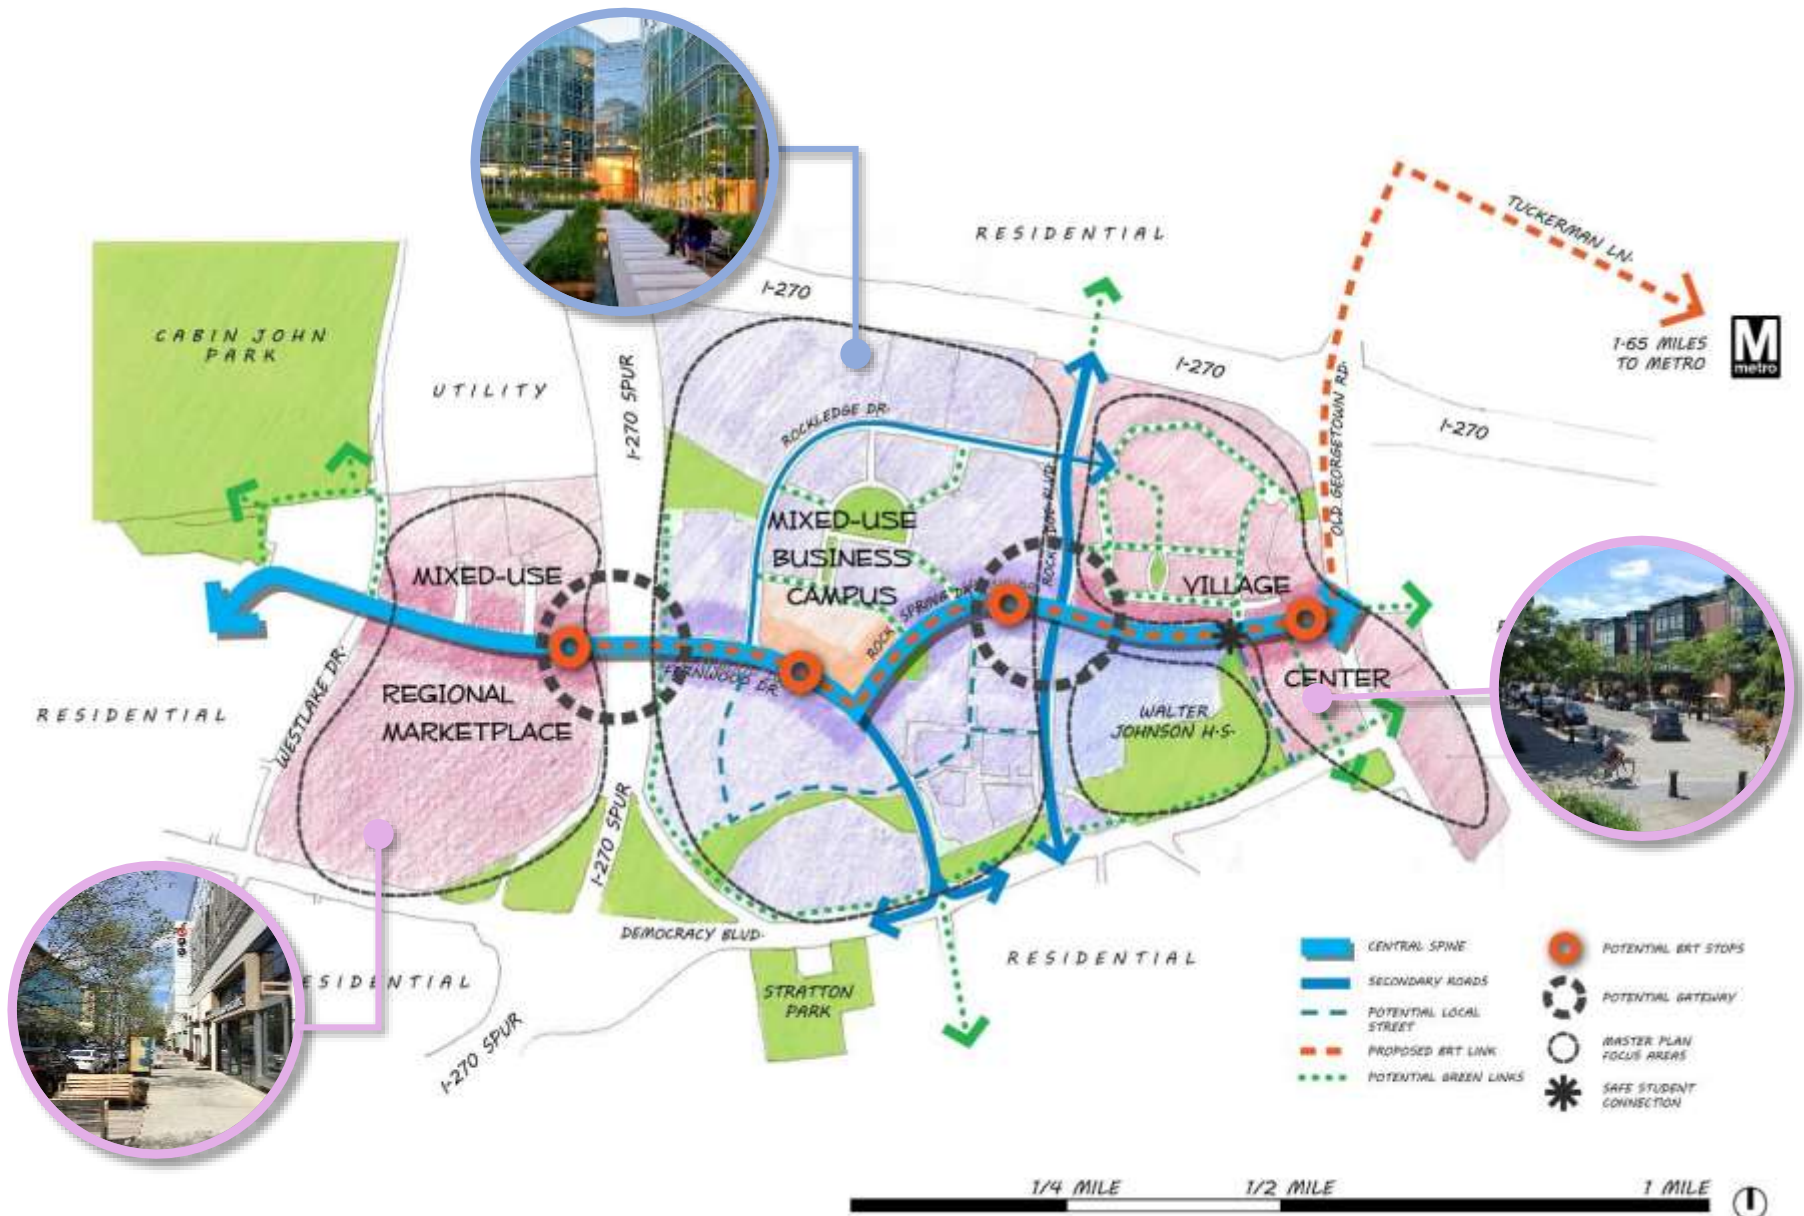 RESIDENTIAL
TUCKERMAN LN.
I-270
CABIN JOHN
PARK
UTILITY
I-270 SPUR
I-270
I-270
1.65 MILES
TO METRO
M
metro
OLD GEORGETOWN RD.
ROCKLEDGE DR.
MIXED-USE
BUSINESS
CAMPUS
MIXED-USE
REGIONAL
MARKETPLACE
ROCKLEDGE BLVD.
ROCK SPRING DR.
FERNWOOD DR.
VILLAGE
CENTER
WALTER
JOHNSON H.S.
RESIDENTIAL
WESTLAKE DR.
I-270 SPUR
DEMOCRACY BLVD.
STRATTON
PARK
RESIDENTIAL
ESIDENTIAL
I-270 SPUR
CENTRAL SPINE
SECONDARY ROADS
POTENTIAL LOCAL
STREET
PROPOSED BRT LINK
POTENTIAL GREEN LINKS
POTENTIAL BRT STOPS
POTENTIAL GATEWAY
MASTER PLAN
FOCUS AREAS
SAFE STUDENT
CONNECTION
1/4 MILE
1/2 MILE
1 MILE